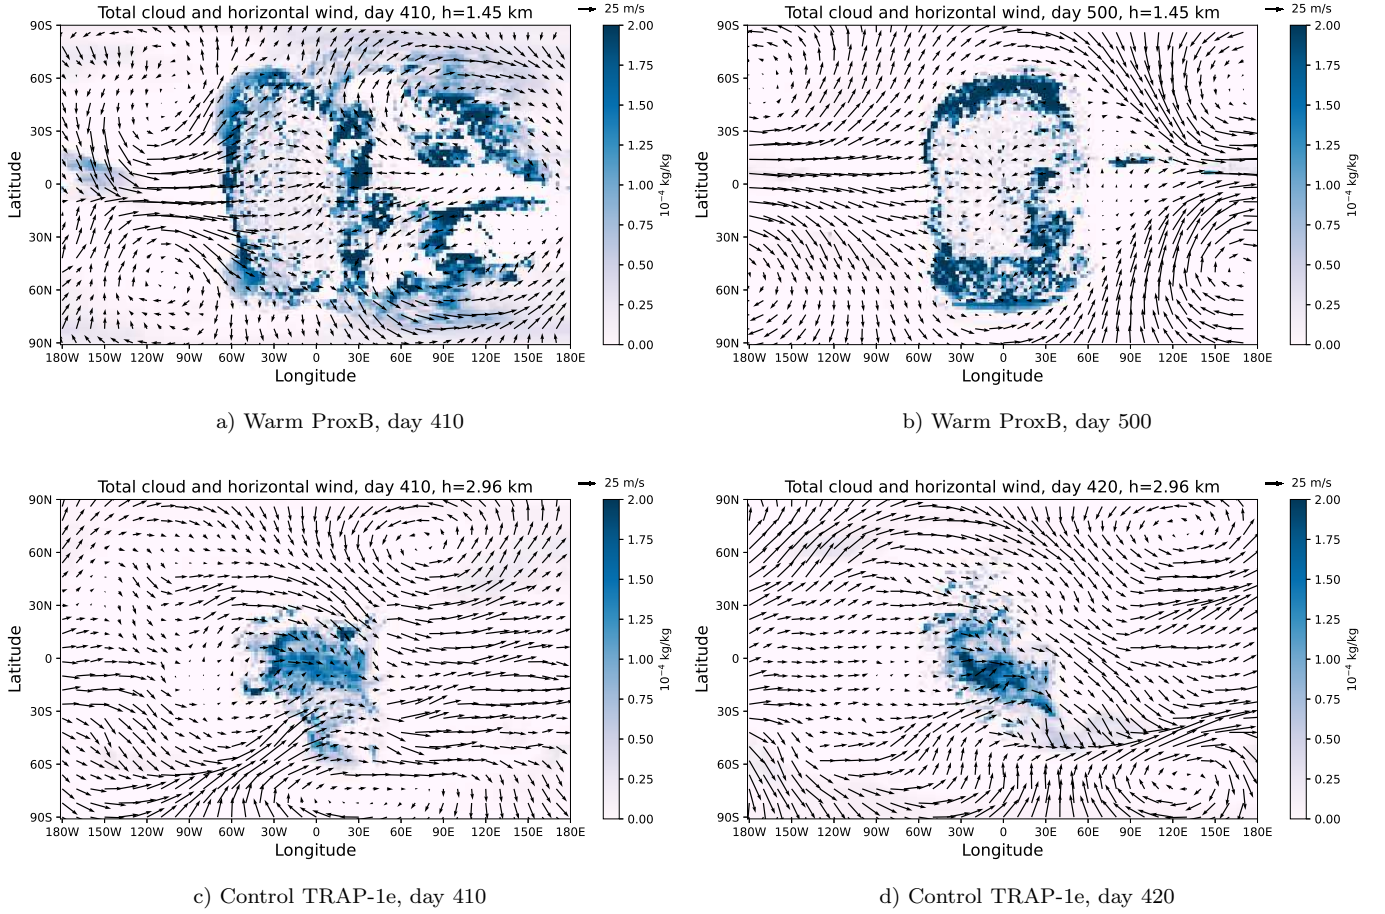 Total cloud and horizontal wind, day 410, h=1.45 km
25 m/s
90S
60S
30S
0
30N
60N
90N
Latitude
180W 150W 120W 90W 60W 30W 0 30E 60E 90E 120E 150E 180E
Longitude
2.00
1.75
1.50
1.25
1.00
0.75
0.50
0.25
0.00
10⁻⁴ kg/kg
a) Warm ProxB, day 410
Total cloud and horizontal wind, day 500, h=1.45 km
25 m/s
90S
60S
30S
0
30N
60N
90N
Latitude
180W 150W 120W 90W 60W 30W 0 30E 60E 90E 120E 150E 180E
Longitude
2.00
1.75
1.50
1.25
1.00
0.75
0.50
0.25
0.00
10⁻⁴ kg/kg
b) Warm ProxB, day 500
Total cloud and horizontal wind, day 410, h=2.96 km
25 m/s
90N
60N
30N
0
30S
60S
90S
Latitude
180W 150W 120W 90W 60W 30W 0 30E 60E 90E 120E 150E 180E
Longitude
2.00
1.75
1.50
1.25
1.00
0.75
0.50
0.25
0.00
10⁻⁴ kg/kg
c) Control TRAP-1e, day 410
Total cloud and horizontal wind, day 420, h=2.96 km
25 m/s
90N
60N
30N
0
30S
60S
90S
Latitude
180W 150W 120W 90W 60W 30W 0 30E 60E 90E 120E 150E 180E
Longitude
2.00
1.75
1.50
1.25
1.00
0.75
0.50
0.25
0.00
10⁻⁴ kg/kg
d) Control TRAP-1e, day 420